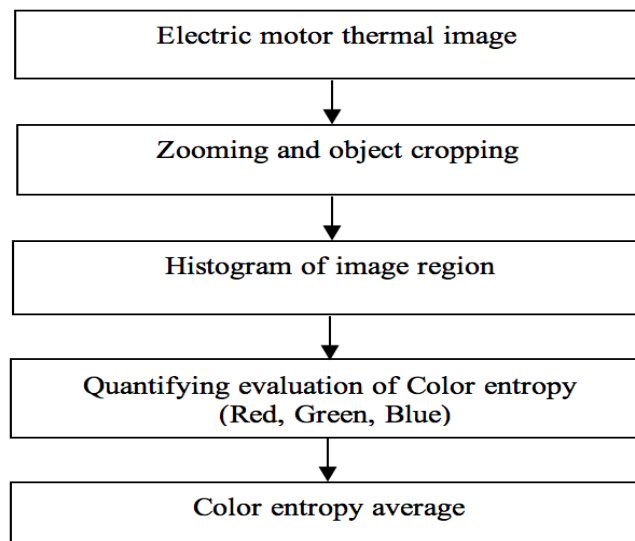 Electric motor thermal image
Zooming and object cropping
Histogram of image region
Quantifying evaluation of Color entropy
(Red, Green, Blue)
Color entropy average